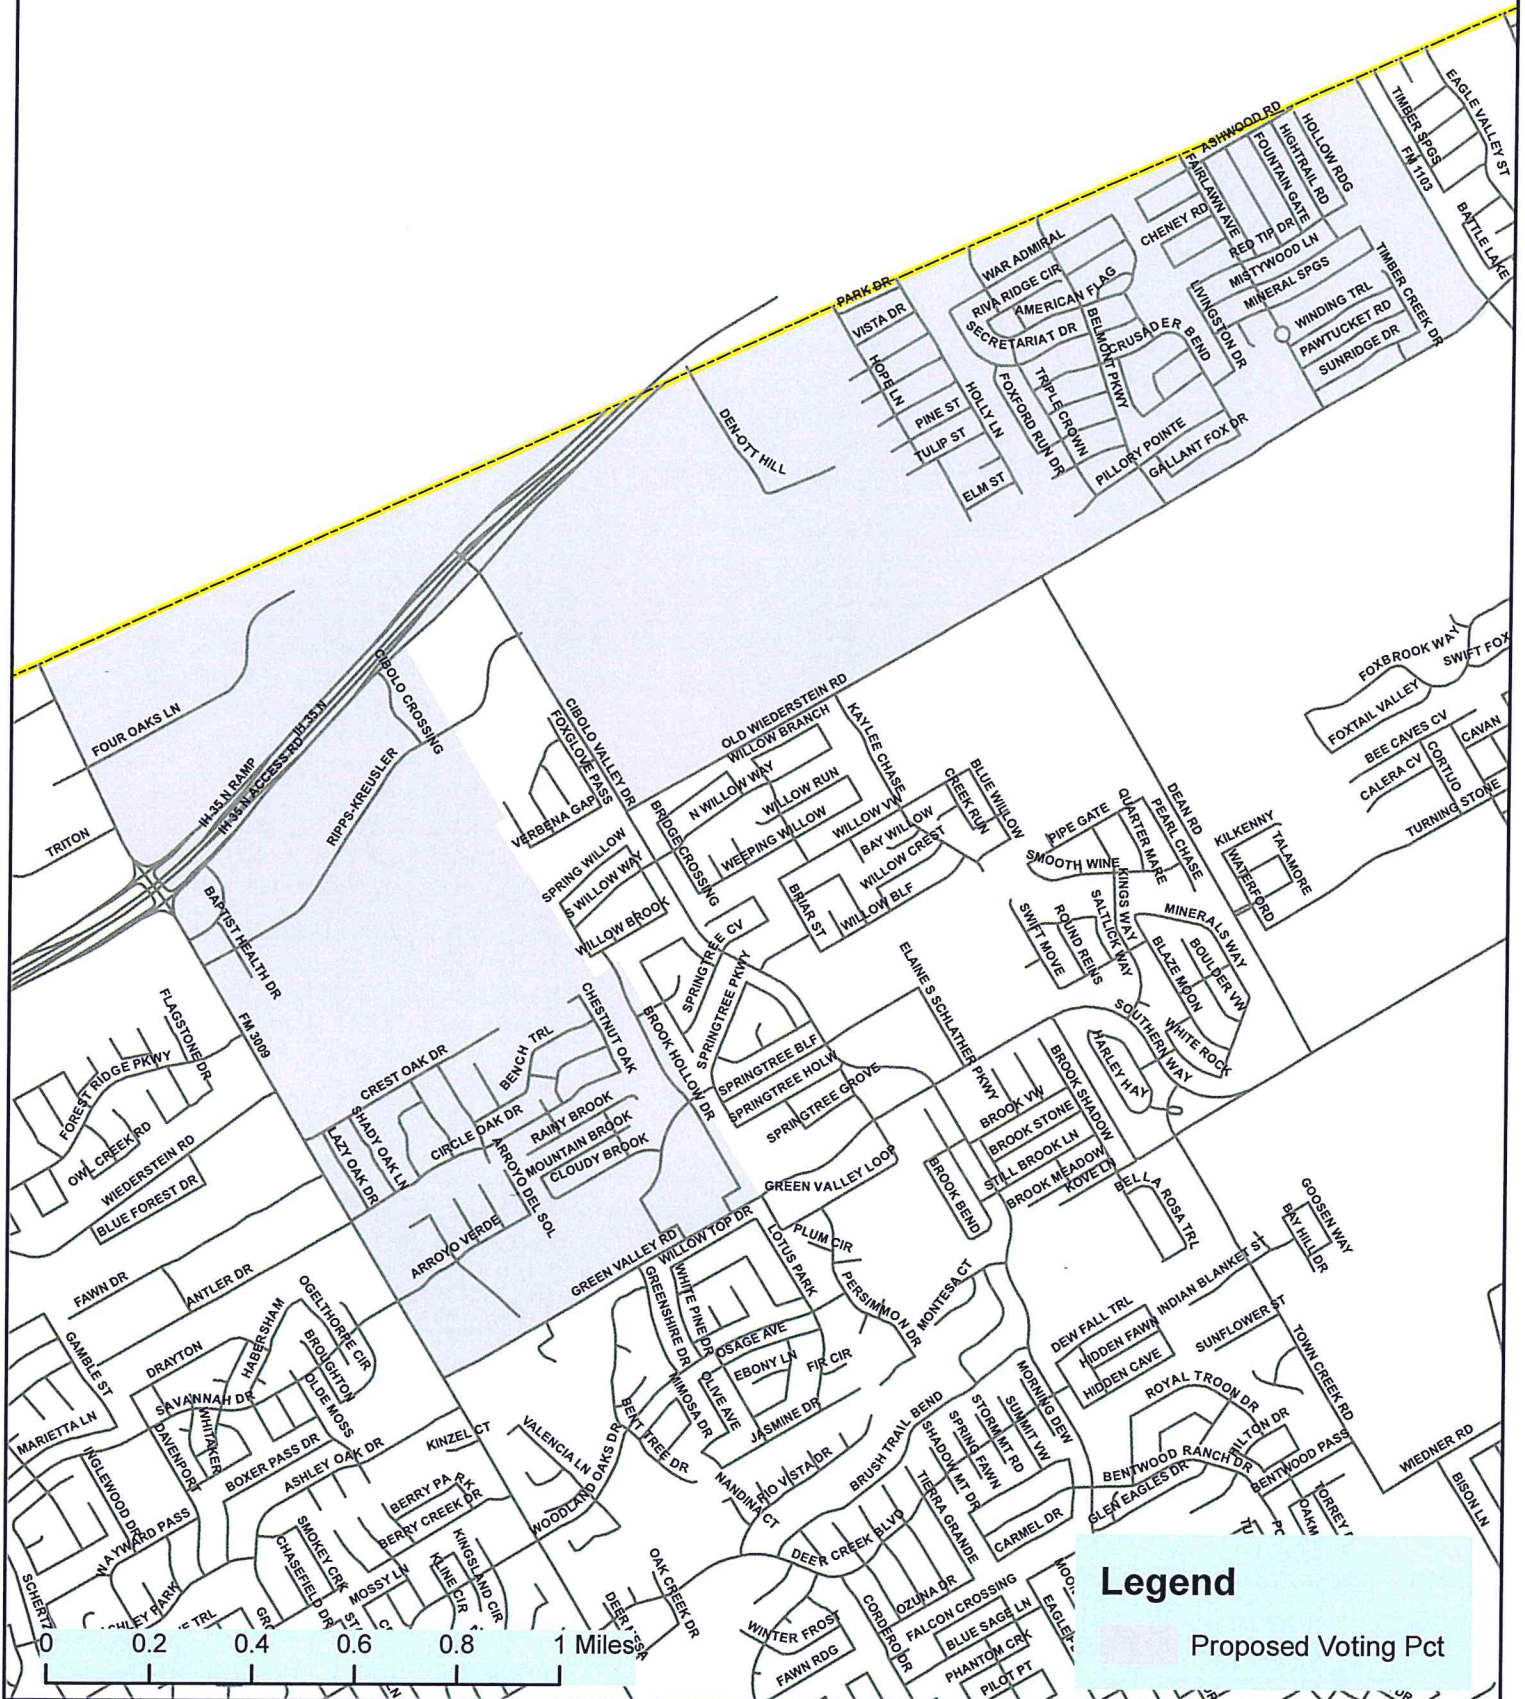 EAGLE VALLEY ST
TIMBER SPGS
FM 1103
BATTLE LAKE
ASHWOOD RD
HOLLOW RDG
HIGHTRAIL RD
FOUNTAIN GATE
FAIRLAWN AVE
CHENEY RD
RED TIP DR
MISTYWOOD LN
MINERAL SPGS
TIMBER CREEK DR
LIVINGSTON DR
WINDING TRL
PAWTUCKET RD
SUNRIDGE DR
WAR ADMIRAL
RIVA RIDGE CIR
AMERICAN FLAG
SECRETARIAT DR
BELMONT PKWY
CRUSADER BEND
TRIPLE CROWN
FOXFORD RUN DR
PILLORY POINTE
GALLANT FOX DR
PARK DR
VISTA DR
HOPE LN
HOLLY LN
PINE ST
TULIP ST
ELM ST
DEN-OTT HILL
FOUR OAKS LN
IH 35 N
IH 35 N RAMP
IH 35 N ACCESS RD
CIBOLO CROSSING
RIPPS-KREUSLER
TRITON
BAPTIST HEALTH DR
FM 3009
CIBOLO VALLEY DR
FOXGLOVE PASS
VERBENA GAP
OLD WIEDERSTEIN RD
WILLOW BRANCH
N WILLOW WAY
WILLOW RUN
WEEPING WILLOW
WILLOW VW
BAY WILLOW
WILLOW CREST
WILLOW BLF
KAYLEE CHASE
CREEK RUN
BLUE WILLOW
BRIDGE CROSSING
BRIAR ST
SPRING WILLOW
S WILLOW WAY
WILLOW BROOK
SPRINGTREE CV
SPRINGTREE PKWY
SPRINGTREE BLF
SPRINGTREE HOLW
SPRINGTREE GROVE
BROOK HOLLOW DR
FOXBROOK WAY
SWIFT FOX
FOXTAIL VALLEY
BEE CAVES CV
CALERA CV
CORTIJO
CAVAN
TURNING STONE
DEAN RD
PEARL CHASE
QUARTER MARE
PIPE GATE
SMOOTH WINE
KINGS WAY
SALTLICK WAY
ROUND REINS
SWIFT MOVE
KILKENNY
TALAMORE
WATERFORD
MINERALS WAY
BOULDER VW
BLAZE MOON
WHITE ROCK
SOUTHERN WAY
HARLEY HAY
ELAINE S SCHLATHER PKWY
BROOK SHADOW
BROOK VW
BROOK STONE
STILL BROOK LN
BROOK MEADOW
KOVE LN
BROOK BEND
BELLA ROSA TRL
GREEN VALLEY LOOP
FLAGSTONE DR
FOREST RIDGE PKWY
OWL CREEK RD
WIEDERSTEIN RD
BLUE FOREST DR
FAWN DR
ANTLER DR
CREST OAK DR
BENCH TRL
CHESTNUT OAK
SHADY OAK LN
LAZY OAK DR
CIRCLE OAK DR
RAINY BROOK
MOUNTAIN BROOK
CLOUDY BROOK
ARROYO DEL SOL
ARROYO VERDE
GREEN VALLEY RD
WILLOW TOP DR
LOTUS PARK
PLUM CIR
PERSIMMON DR
MONTESA CT
GREENSHIRE DR
WHITE PINE DR
OSAGE AVE
EBONY LN
FIR CIR
OLIVE AVE
MIMOSA DR
JASMINE DR
BENT TREE DR
GOOSEN WAY
BAY HILL DR
INDIAN BLANKET ST
DEW FALL TRL
HIDDEN FAWN
HIDDEN CAVE
SUNFLOWER ST
TOWN CREEK RD
ROYAL TROON DR
HILTON DR
BENTWOOD RANCH DR
BENTWOOD PASS
GLEN EAGLES DR
WIEDNER RD
BISON LN
MORNING DEW
SUMMIT VW
STORM MT RD
SPRING FAWN
SHADOW MT DR
TIERRA GRANDE
CARMEL DR
BRUSH TRAIL BEND
RIO VISTA DR
NANDINA CT
DEER CREEK BLVD
OZUNA DR
FALCON CROSSING
BLUE SAGE LN
PHANTOM CRK
PILOT PT
CORDERO DR
WINTER FROST
FAWN RDG
OAK CREEK DR
GAMBLE ST
MARIETTA LN
DRAYTON
HABERSHAM
OGELTHORPE CIR
BROUGHTON
OLDE MOSS
SAVANNAH DR
WHITAKER
DAVENPORT
BOXER PASS DR
ASHLEY OAK DR
INGLEWOOD DR
WAYWARD PASS
KINZEL CT
VALENCIA LN
WOODLAND OAKS DR
BERRY PARK
BERRY CREEK DR
SMOKEY CRK
CHASEFIELD DR
MOSSY LN
KLINE CIR
KINGSLAND CIR
SCHERTZ
0 0.2 0.4 0.6 0.8 1 Miles
Legend
Proposed Voting Pct